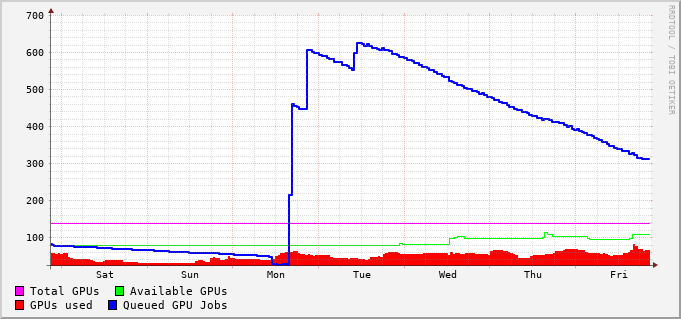 700
600
500
400
300
200
100
Sat Sun Mon Tue Wed Thu Fri
Total GPUs Available GPUs
GPUs used Queued GPU Jobs
RRDTOOL / TOBI OETIKER